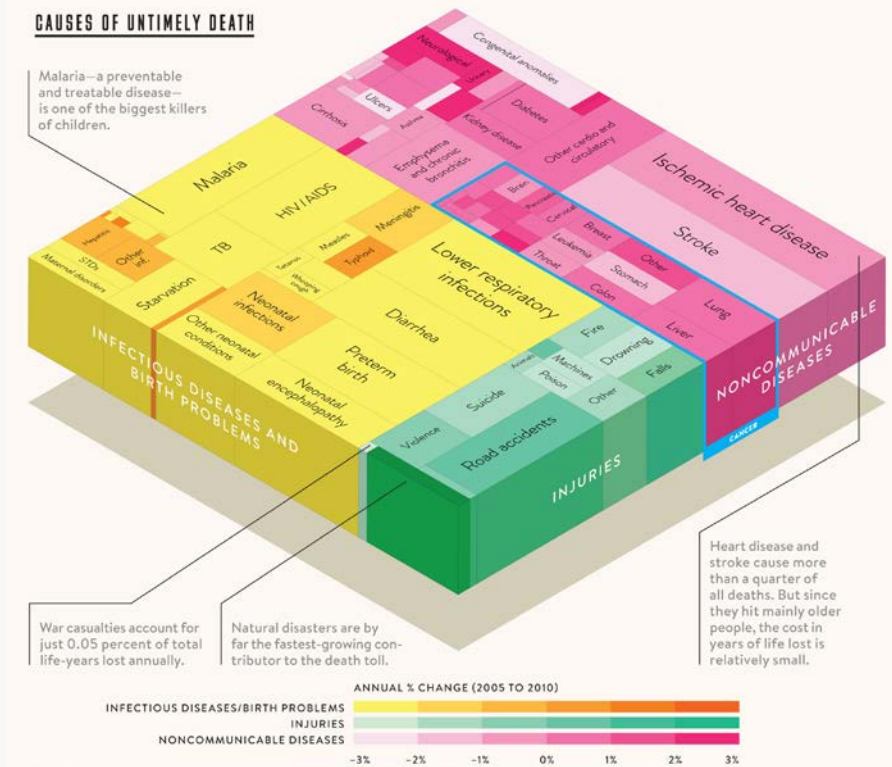 CAUSES OF UNTIMELY DEATH
Malaria—a preventable
and treatable disease—
is one of the biggest killers
of children.
Neurological
Congenital anomalies
Urinary
Ulcers
Diabetes
Cirrhosis
Asthma
Kidney disease
Other cardio and
circulatory
Emphysema
and chronic
bronchitis
Ischemic heart disease
Stroke
Malaria
HIV/AIDS
Brain
Pancreas
Cervical
Breast
Leukemia
Other
Throat
Stomach
Colon
Lung
Liver
Meningitis
Measles
Typhoid
Tetanus
Whooping
cough
Hepatitis
Other
inf.
TB
STDs
Maternal disorders
Starvation
Lower respiratory
infections
Neonatal
infections
Diarrhea
Other neonatal
conditions
Preterm
birth
Neonatal
encephalopathy
Fire
Drowning
Animals
Machines
Falls
Poison
Suicide
Other
Violence
Road accidents
INFECTIOUS DISEASES AND
BIRTH PROBLEMS
INJURIES
NONCOMMUNICABLE
DISEASES
CANCER
War casualties account for
just 0.05 percent of total
life-years lost annually.
Natural disasters are by
far the fastest-growing con-
tributor to the death toll.
Heart disease and
stroke cause more
than a quarter of
all deaths. But since
they hit mainly older
people, the cost in
years of life lost is
relatively small.
ANNUAL % CHANGE (2005 TO 2010)
INFECTIOUS DISEASES/BIRTH PROBLEMS
INJURIES
NONCOMMUNICABLE DISEASES
-3% -2% -1% 0% 1% 2% 3%